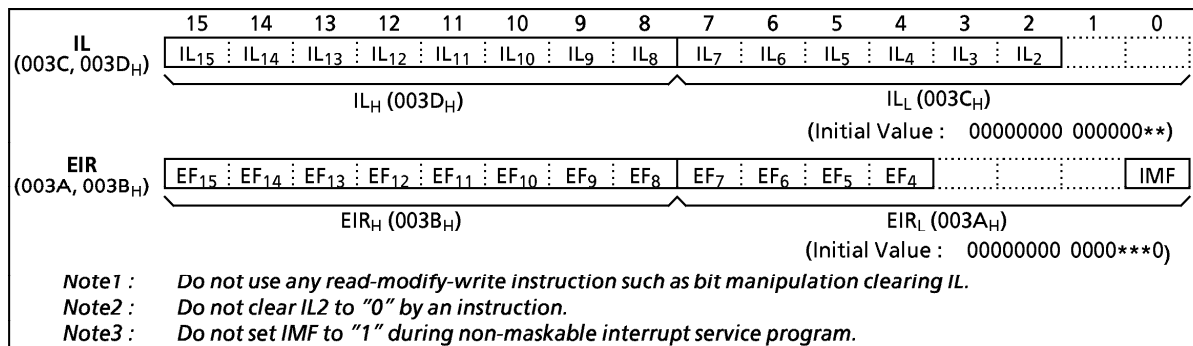 15 14 13 12 11 10 9 8 7 6 5 4 3 2 1 0
IL
(003C, 003DH)
IL15 IL14 IL13 IL12 IL11 IL10 IL9 IL8 IL7 IL6 IL5 IL4 IL3 IL2
ILH (003DH) ILL (003CH)
(Initial Value : 00000000 000000**)
EIR
(003A, 003BH)
EF15 EF14 EF13 EF12 EF11 EF10 EF9 EF8 EF7 EF6 EF5 EF4 IMF
EIRH (003BH) EIRL (003AH)
(Initial Value : 00000000 0000***0)
Note1 : Do not use any read-modify-write instruction such as bit manipulation clearing IL.
Note2 : Do not clear IL2 to "0" by an instruction.
Note3 : Do not set IMF to "1" during non-maskable interrupt service program.